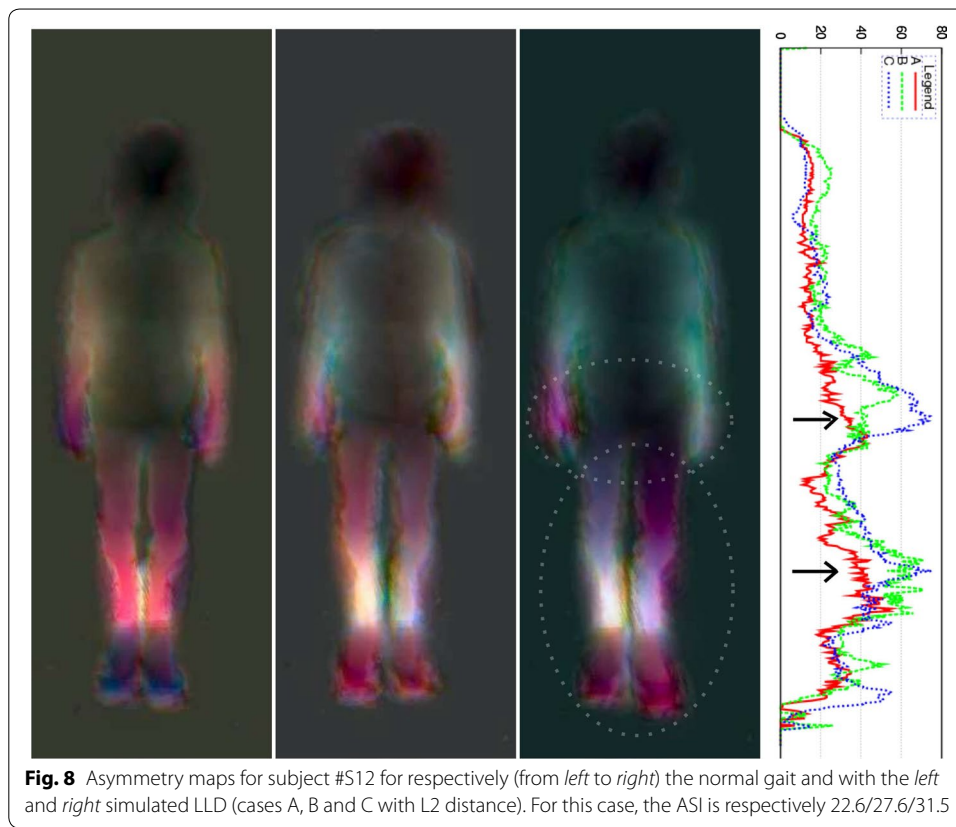 0 20 40 60 80
Legend
A
B
C
Fig. 8 Asymmetry maps for subject #S12 for respectively (from left to right) the normal gait and with the left
and right simulated LLD (cases A, B and C with L2 distance). For this case, the ASI is respectively 22.6/27.6/31.5